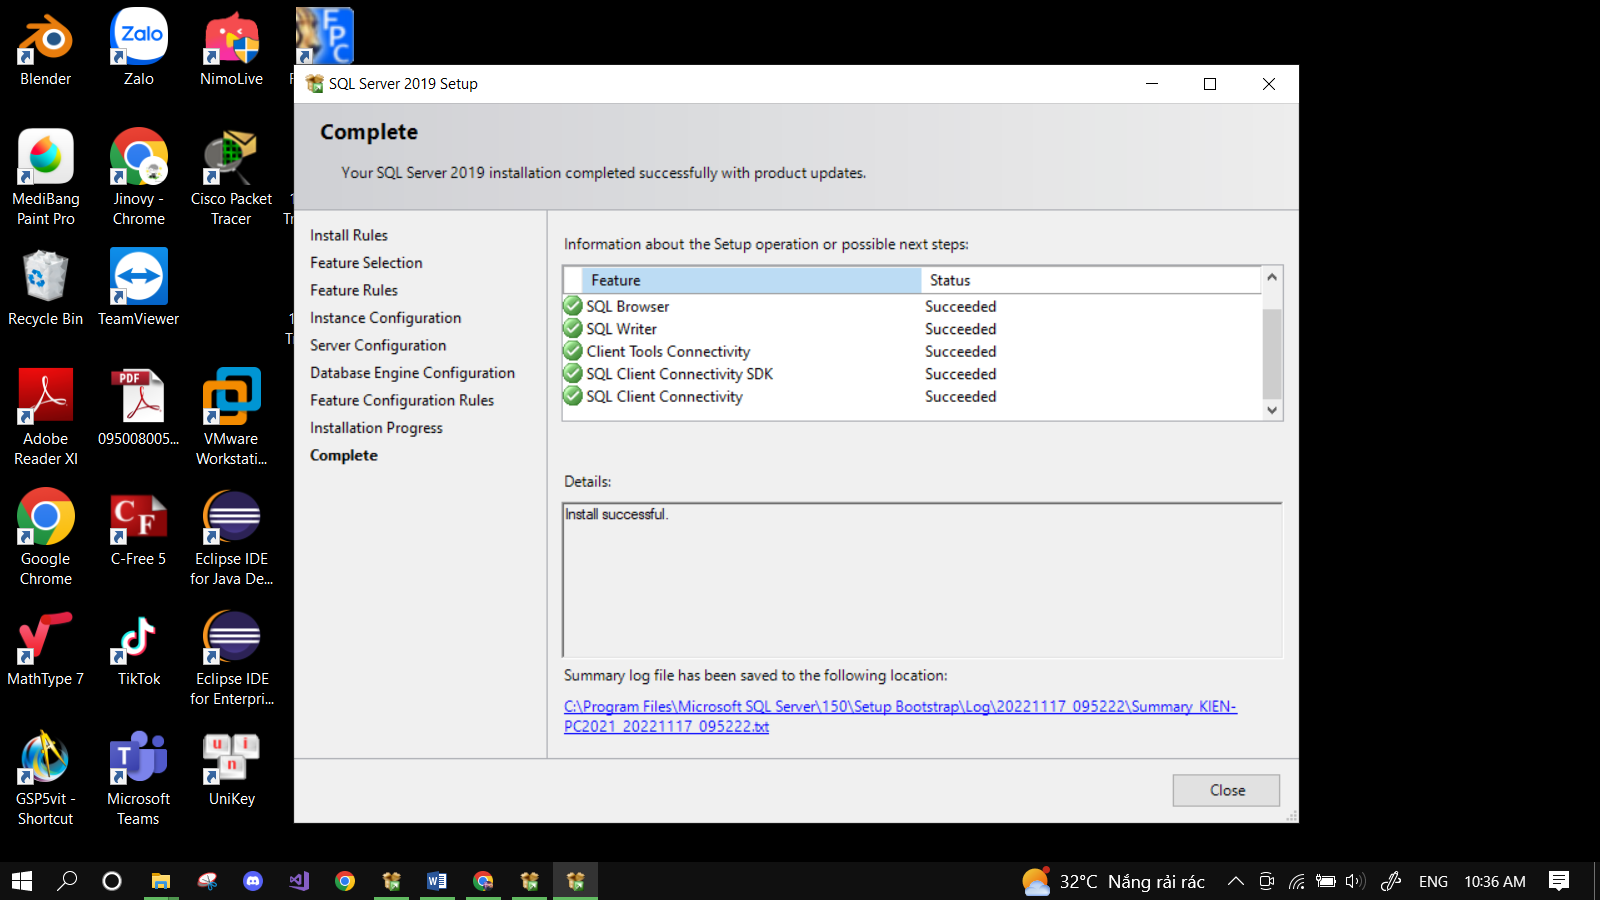 Blender
Zalo
Zalo
NimoLive
FPC
MediBang
Paint Pro
Jinovy -
Chrome
Cisco Packet
Tracer
Recycle Bin
TeamViewer
Adobe
Reader XI
PDF
095008005...
VMware
Workstati...
Google
Chrome
CF
C-Free 5
Eclipse IDE
for Java De...
MathType 7
TikTok
Eclipse IDE
for Enterpri...
GSP5vit -
Shortcut
T
Microsoft
Teams
u i
n
UniKey
SQL Server 2019 Setup
Complete
Your SQL Server 2019 installation completed successfully with product updates.
Install Rules
Feature Selection
Feature Rules
Instance Configuration
Server Configuration
Database Engine Configuration
Feature Configuration Rules
Installation Progress
Complete
Information about the Setup operation or possible next steps:
Feature Status
SQL Browser Succeeded
SQL Writer Succeeded
Client Tools Connectivity Succeeded
SQL Client Connectivity SDK Succeeded
SQL Client Connectivity Succeeded
Details:
Install successful.
Summary log file has been saved to the following location:
C:\Program Files\Microsoft SQL Server\150\Setup Bootstrap\Log\20221117_095222\Summary_KIEN-
PC2021_20221117_095222.txt
Close
32°C Nắng rải rác
ENG
10:36 AM